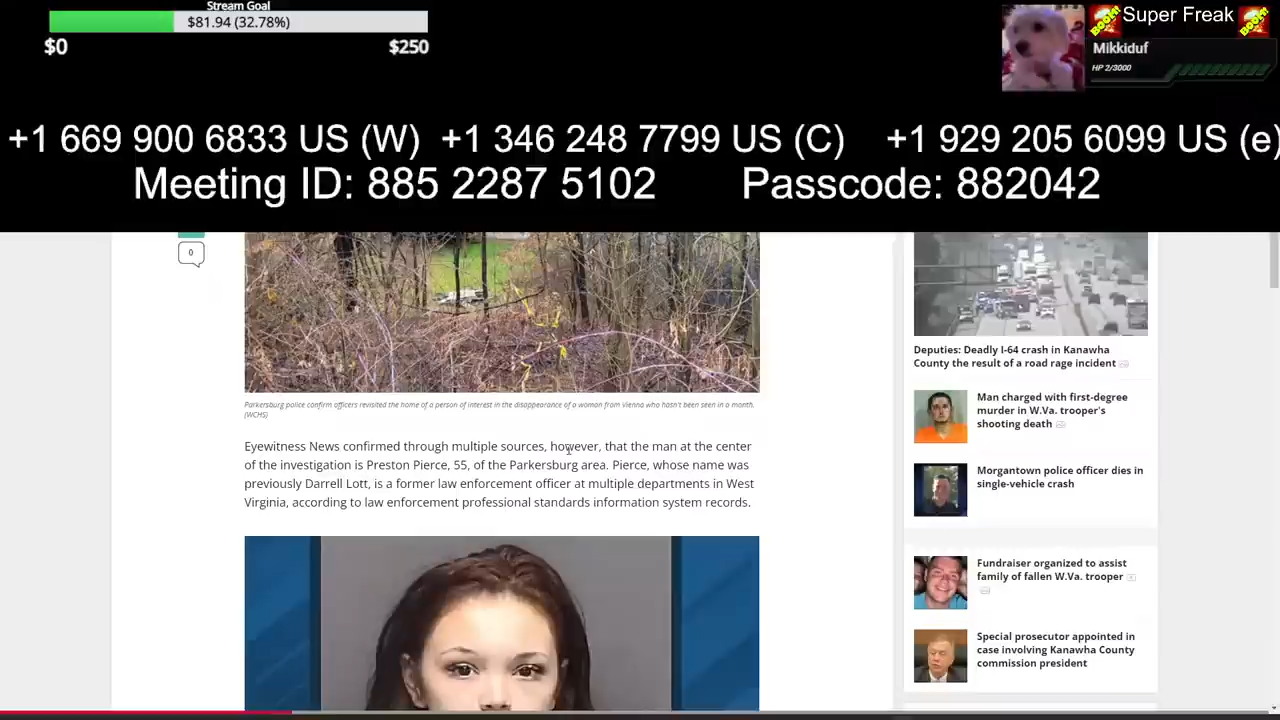 Stream Goal
$81.94 (32.78%)
$0
$250
BOOM!
Super Freak
BOOM!
Mikkiduf
HP 2/3000
+1 669 900 6833 US (W) +1 346 248 7799 US (C) +1 929 205 6099 US (e)
Meeting ID: 885 2287 5102 Passcode: 882042
0
Parkersburg police confirm officers revisited the home of a person of interest in the disappearance of a woman from Vienna who hasn't been seen in a month.
(WCHS)
Eyewitness News confirmed through multiple sources, however, that the man at the center
of the investigation is Preston Pierce, 55, of the Parkersburg area. Pierce, whose name was
previously Darrell Lott, is a former law enforcement officer at multiple departments in West
Virginia, according to law enforcement professional standards information system records.
Deputies: Deadly I-64 crash in Kanawha
County the result of a road rage incident
Man charged with first-degree
murder in W.Va. trooper's
shooting death
Morgantown police officer dies in
single-vehicle crash
Fundraiser organized to assist
family of fallen W.Va. trooper
Special prosecutor appointed in
case involving Kanawha County
commission president